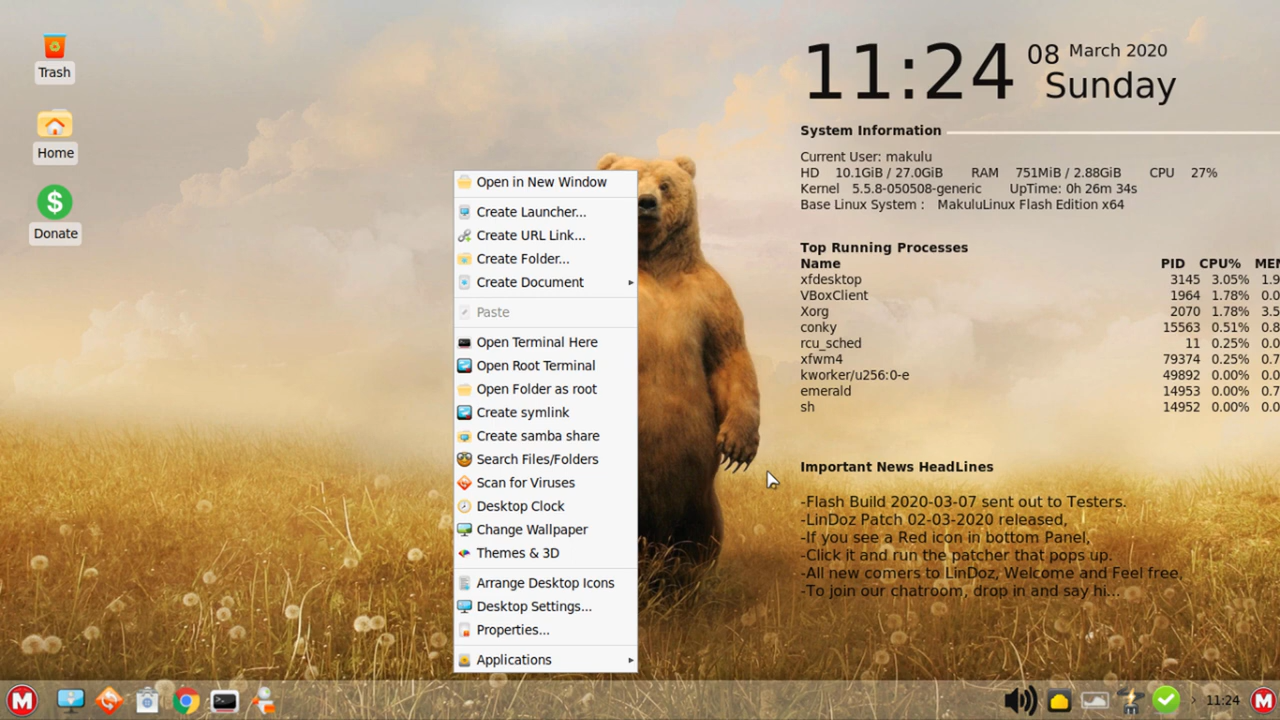 Trash
Home
Donate
11:24 08 March 2020
Sunday
System Information
Current User: makulu
HD 10.1GiB / 27.0GiB RAM 751MiB / 2.88GiB CPU 27%
Kernel 5.5.8-050508-generic UpTime: 0h 26m 34s
Base Linux System : MakuluLinux Flash Edition x64
Top Running Processes
Name PID CPU% MEM
xfdesktop 3145 3.05% 1.9
VBoxClient 1964 1.78% 0.0
Xorg 2070 1.78% 3.5
conky 15563 0.51% 0.8
rcu_sched 11 0.25% 0.0
xfwm4 79374 0.25% 0.7
kworker/u256:0-e 49892 0.00% 0.0
emerald 14953 0.00% 0.7
sh 14952 0.00% 0.0
Important News HeadLines
-Flash Build 2020-03-07 sent out to Testers.
-LinDoz Patch 02-03-2020 released,
-If you see a Red icon in bottom Panel,
-Click it and run the patcher that pops up.
-All new comers to LinDoz, Welcome and Feel free,
-To join our chatroom, drop in and say hi...
Open in New Window
Create Launcher...
Create URL Link...
Create Folder...
Create Document
Paste
Open Terminal Here
Open Root Terminal
Open Folder as root
Create symlink
Create samba share
Search Files/Folders
Scan for Viruses
Desktop Clock
Change Wallpaper
Themes & 3D
Arrange Desktop Icons
Desktop Settings...
Properties...
Applications
M
11:24
M